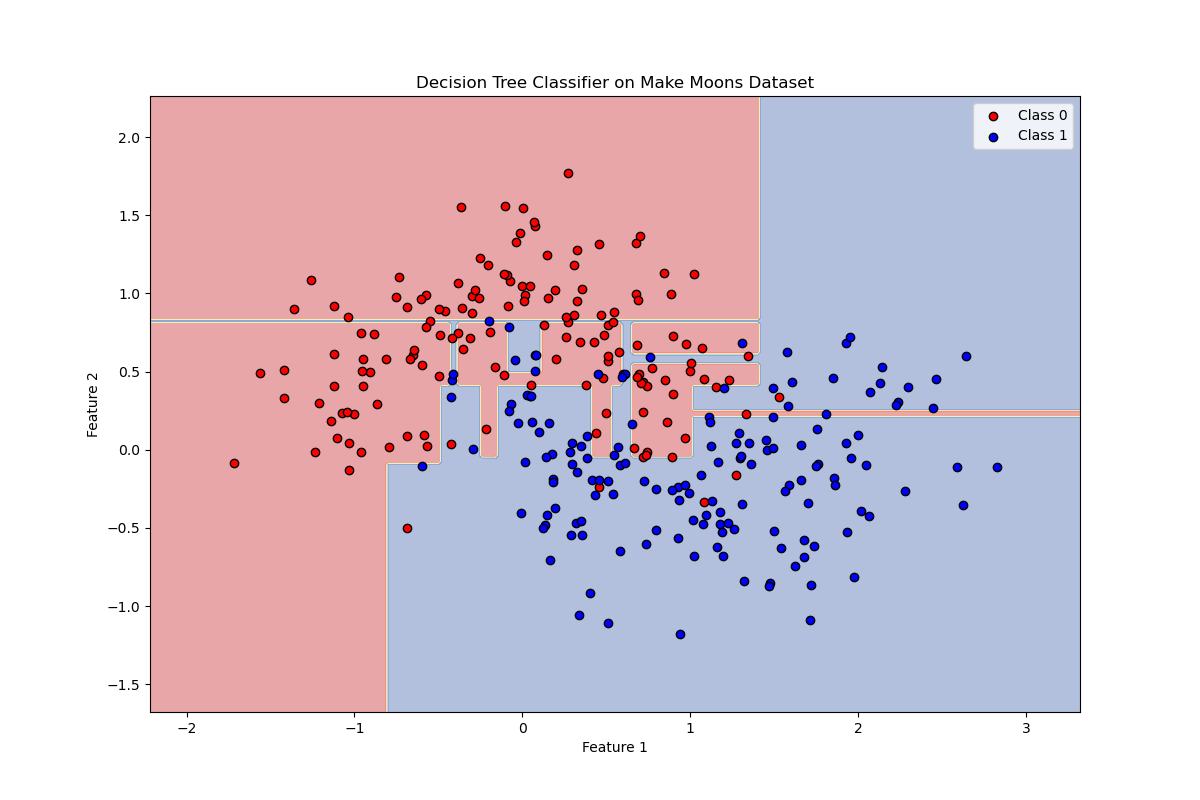 Decision Tree Classifier on Make Moons Dataset
Class 0
Class 1
2.0
1.5
1.0
0.5
0.0
−0.5
−1.0
−1.5
Feature 2
−2 −1 0 1 2 3
Feature 1